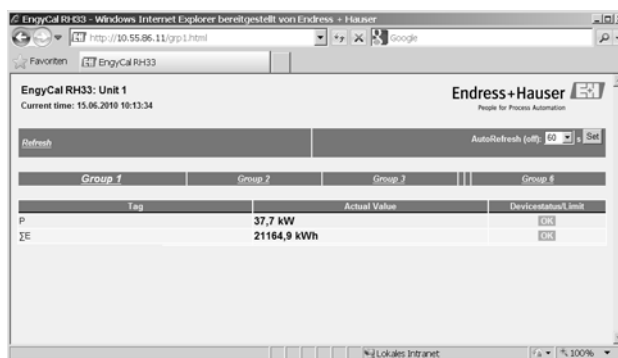 EngyCal RH33 - Windows Internet Explorer bereitgestellt von Endress + Hauser
http://10.55.86.11/grp1.html
Google
Favoriten EngyCal RH33
EngyCal RH33: Unit 1
Current time: 15.06.2010 10:13:34
Endress+Hauser
People for Process Automation
Refresh
AutoRefresh (off): 60 s Set
Group 1 Group 2 Group 3 Group 6
Tag Actual Value Devicestatus/Limit
P 37,7 kW OK
ΣE 21164,9 kWh OK
Lokales Intranet 100%